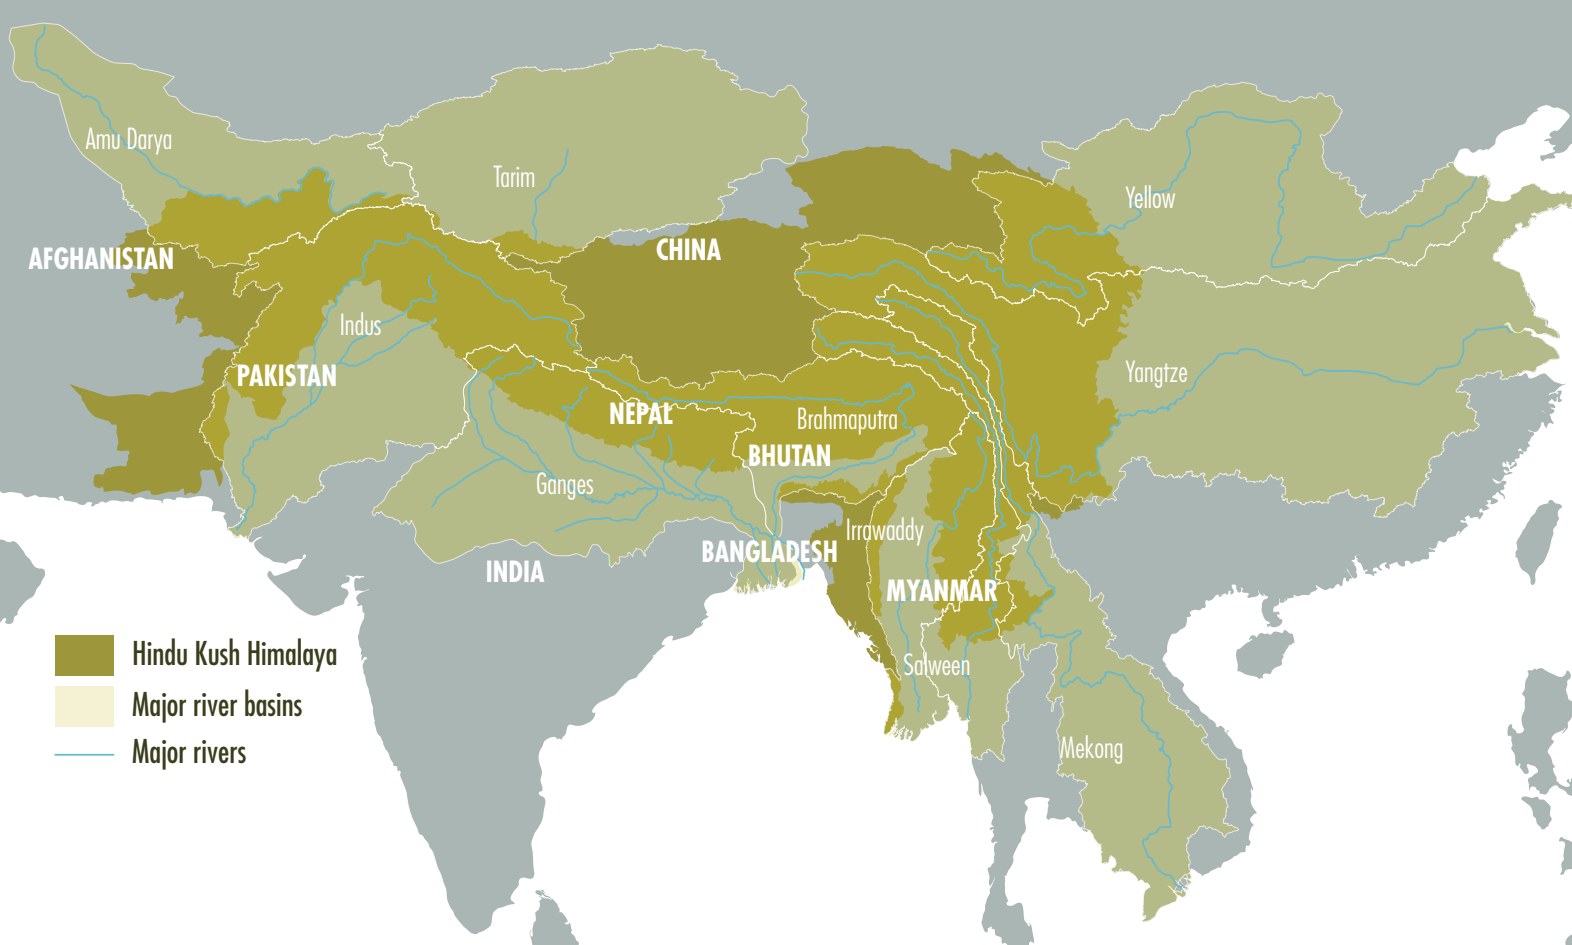 Amu Darya
Tarim
Yellow
AFGHANISTAN
CHINA
Indus
PAKISTAN
Yangtze
NEPAL
Brahmaputra
BHUTAN
Ganges
Irrawaddy
BANGLADESH
INDIA
MYANMAR
Salween
Mekong
Hindu Kush Himalaya
Major river basins
Major rivers